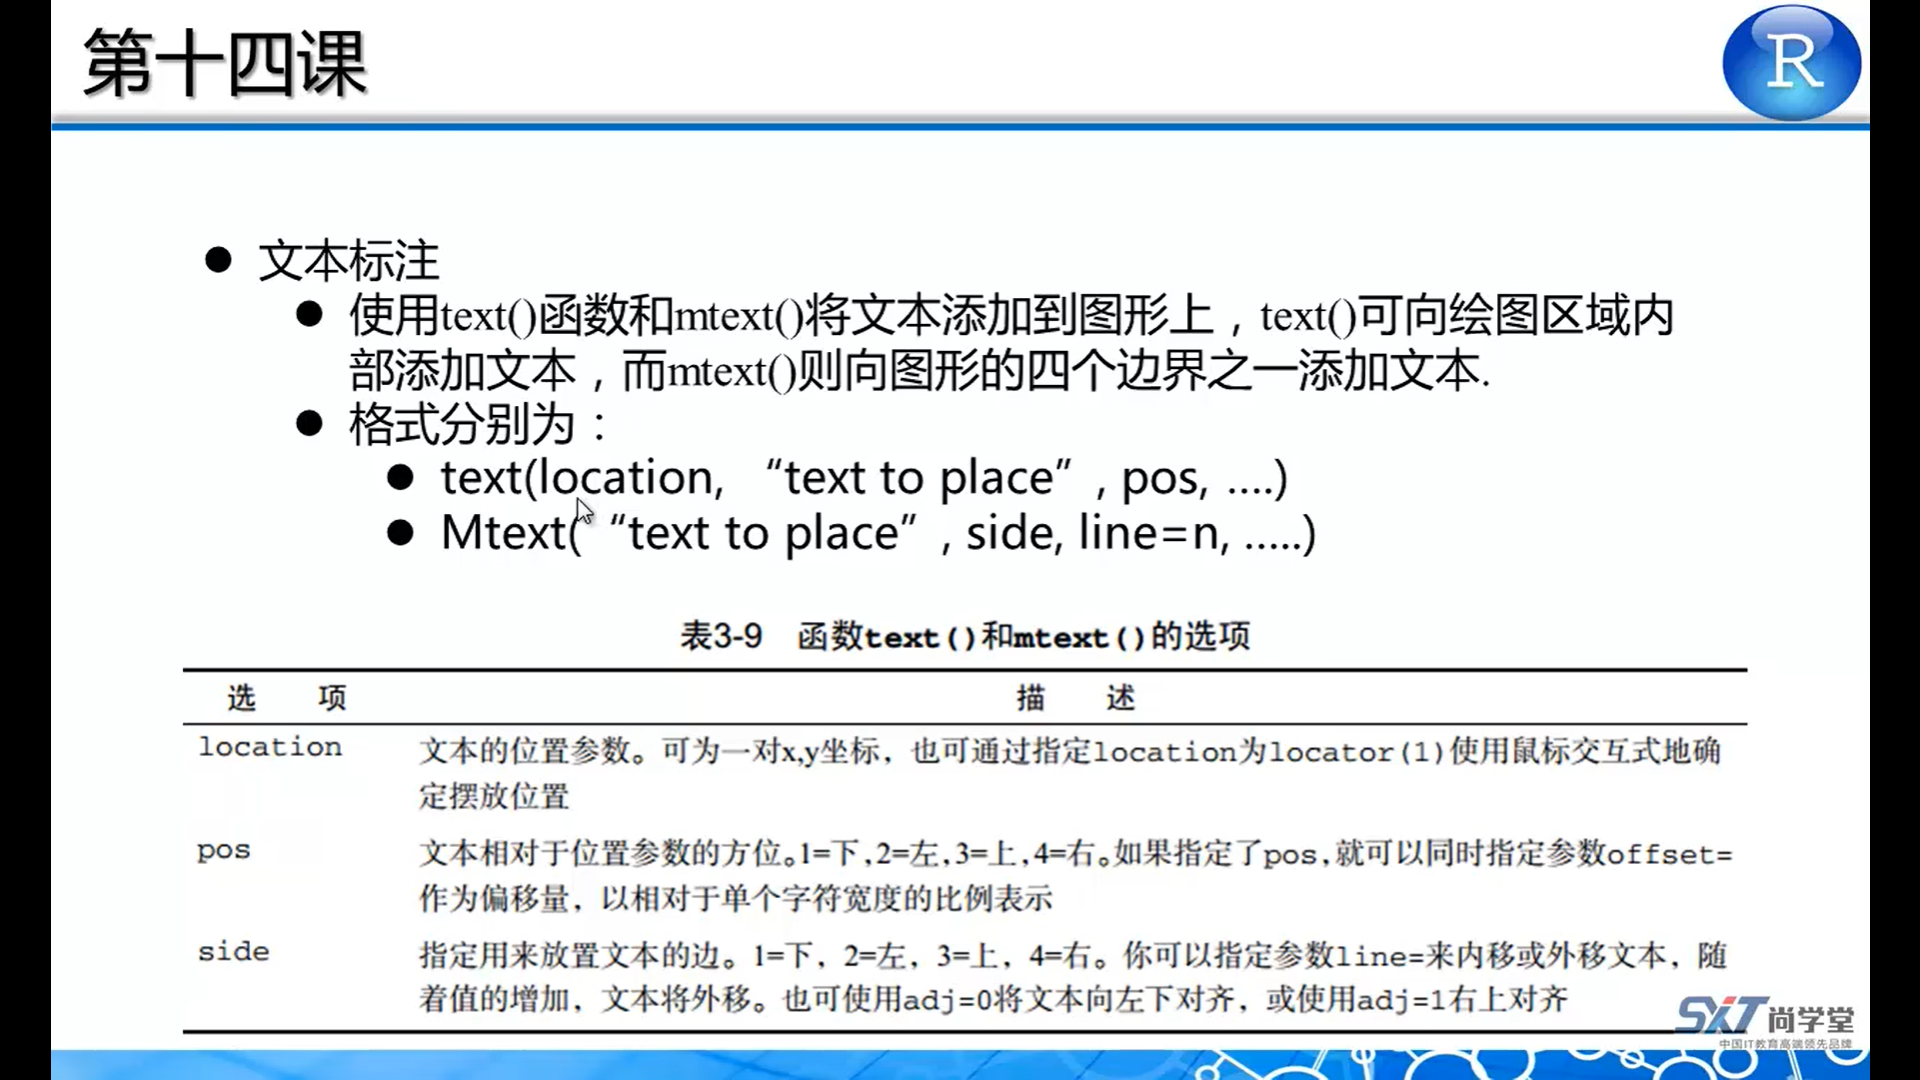 第十四课
R
文本标注
使用text()函数和mtext()将文本添加到图形上，text()可向绘图区域内
部添加文本，而mtext()则向图形的四个边界之一添加文本.
格式分别为：
text(location, “text to place”, pos, ....)
Mtext( “text to place”, side, line=n, .....)
表3-9 函数text()和mtext()的选项
选 项 描 述
location 文本的位置参数。可为一对x,y坐标，也可通过指定location为locator(1)使用鼠标交互式地确
定摆放位置
pos 文本相对于位置参数的方位。1=下,2=左,3=上,4=右。如果指定了pos,就可以同时指定参数offset=
作为偏移量，以相对于单个字符宽度的比例表示
side 指定用来放置文本的边。1=下，2=左，3=上，4=右。你可以指定参数line=来内移或外移文本，随
着值的增加，文本将外移。也可使用adj=0将文本向左下对齐，或使用adj=1右上对齐
SXT 尚学堂
中国IT教育高端领先品牌